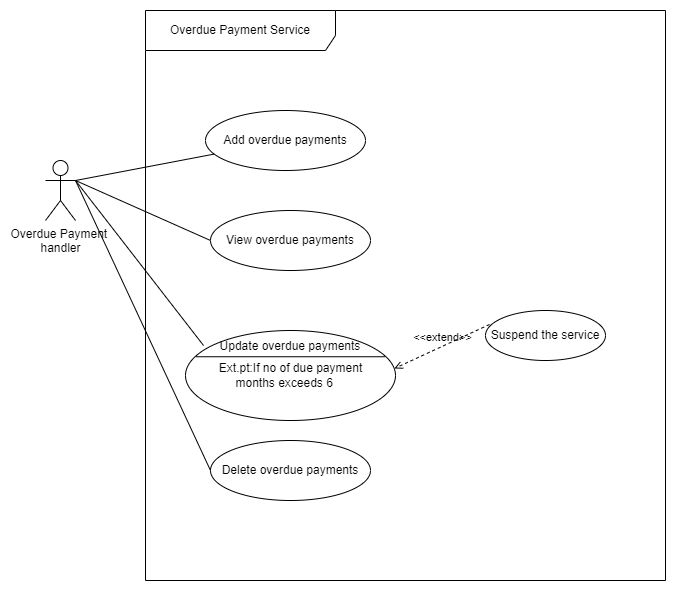 Overdue Payment Service
Add overdue payments
Overdue Payment
handler
View overdue payments
Update overdue payments
Ext.pt:If no of due payment
months exceeds 6
<<extend>>
Suspend the service
Delete overdue payments